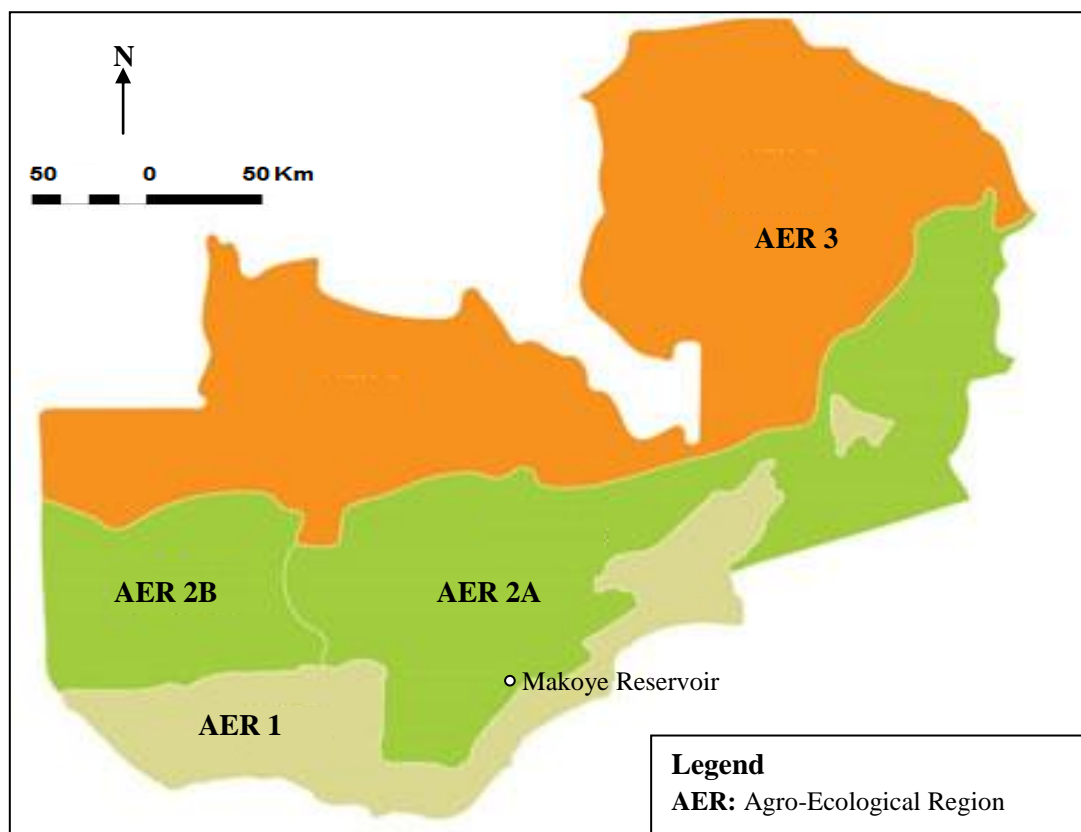 N
50 0 50 Km
AER 3
AER 2B
AER 2A
Makoye Reservoir
AER 1
Legend
AER: Agro-Ecological Region